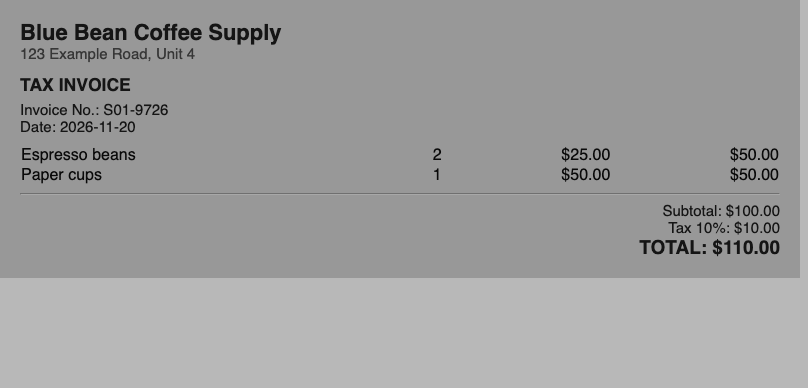 Blue Bean Coffee Supply
123 Example Road, Unit 4
TAX INVOICE
Invoice No.: S01-9726
Date: 2026-11-20
Espresso beans 2 $25.00 $50.00
Paper cups 1 $50.00 $50.00
Subtotal: $100.00
Tax 10%: $10.00
TOTAL: $110.00